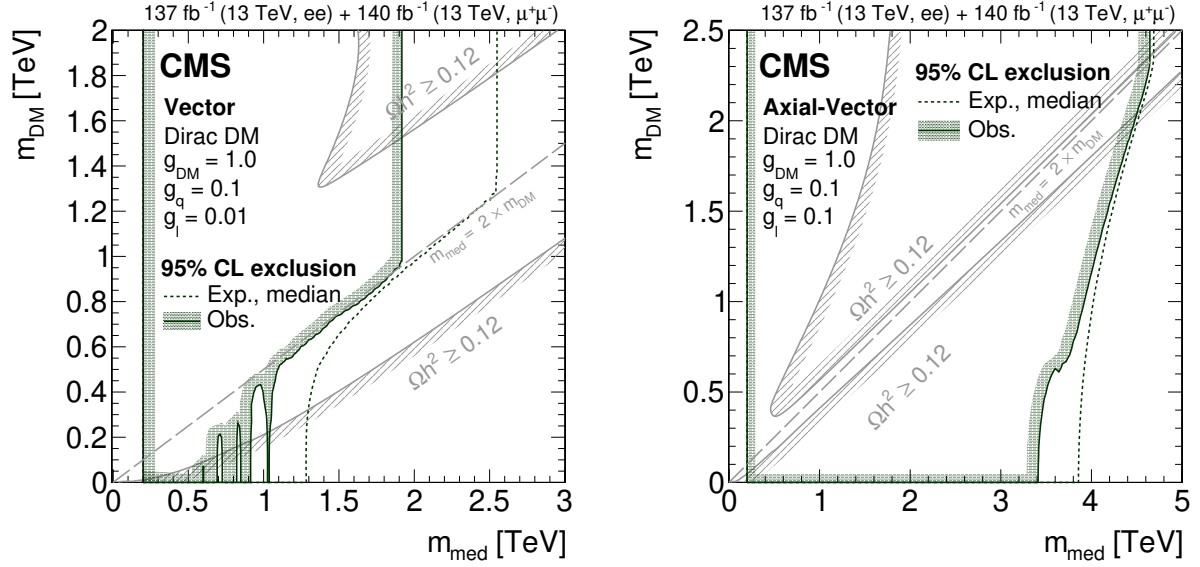 137 fb⁻¹ (13 TeV, ee) + 140 fb⁻¹ (13 TeV, μ⁺μ⁻)
m_DM [TeV]
2
1.8
1.6
1.4
1.2
1
0.8
0.6
0.4
0.2
0
CMS
Vector
Dirac DM
g_DM = 1.0
g_q = 0.1
g_l = 0.01
95% CL exclusion
Exp., median
Obs.
Ωh² ≥ 0.12
m_med = 2 × m_DM
Ωh² ≥ 0.12
0 0.5 1 1.5 2 2.5 3
m_med [TeV]
137 fb⁻¹ (13 TeV, ee) + 140 fb⁻¹ (13 TeV, μ⁺μ⁻)
m_DM [TeV]
2.5
2
1.5
1
0.5
0
CMS
Axial-Vector
Dirac DM
g_DM = 1.0
g_q = 0.1
g_l = 0.1
95% CL exclusion
Exp., median
Obs.
m_med = 2 × m_DM
Ωh² ≥ 0.12
Ωh² ≥ 0.12
0 1 2 3 4 5
m_med [TeV]